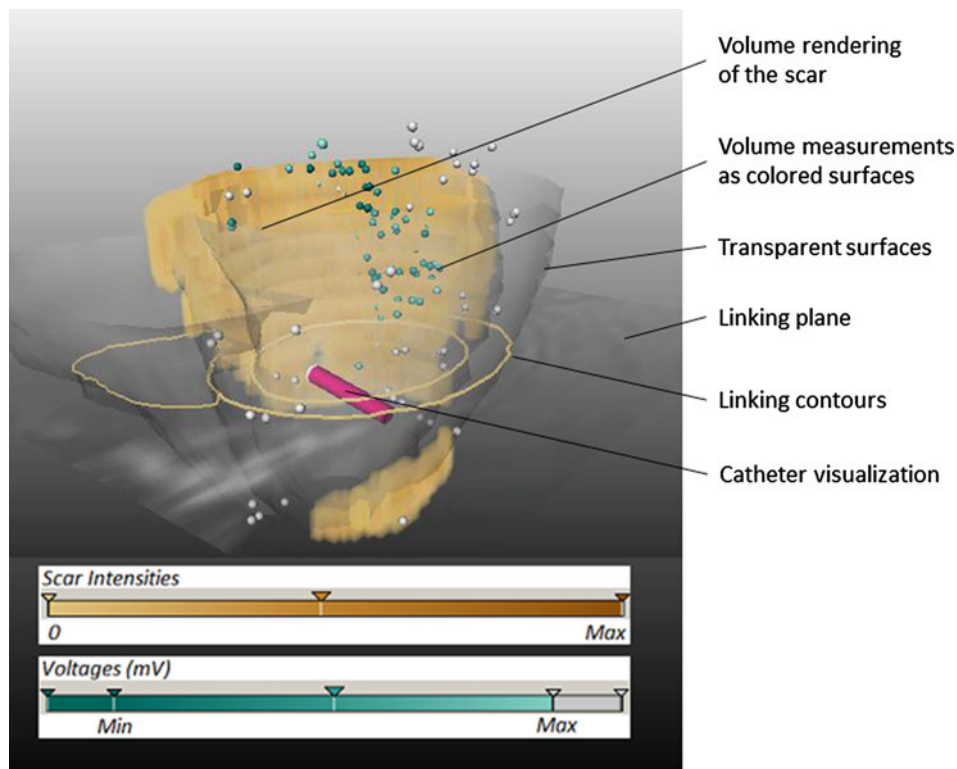 Volume rendering
of the scar
Volume measurements
as colored surfaces
Transparent surfaces
Linking plane
Linking contours
Catheter visualization
Scar Intensities
0 Max
Voltages (mV)
Min Max